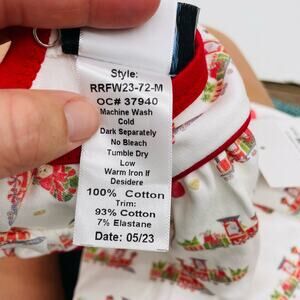 Style:
RRFW23-72-M
OC# 37940
Machine Wash
Cold
Dark Separately
No Bleach
Tumble Dry
Low
Warm Iron If
Desidere
100% Cotton
Trim:
93% Cotton
7% Elastane
Date: 05/23